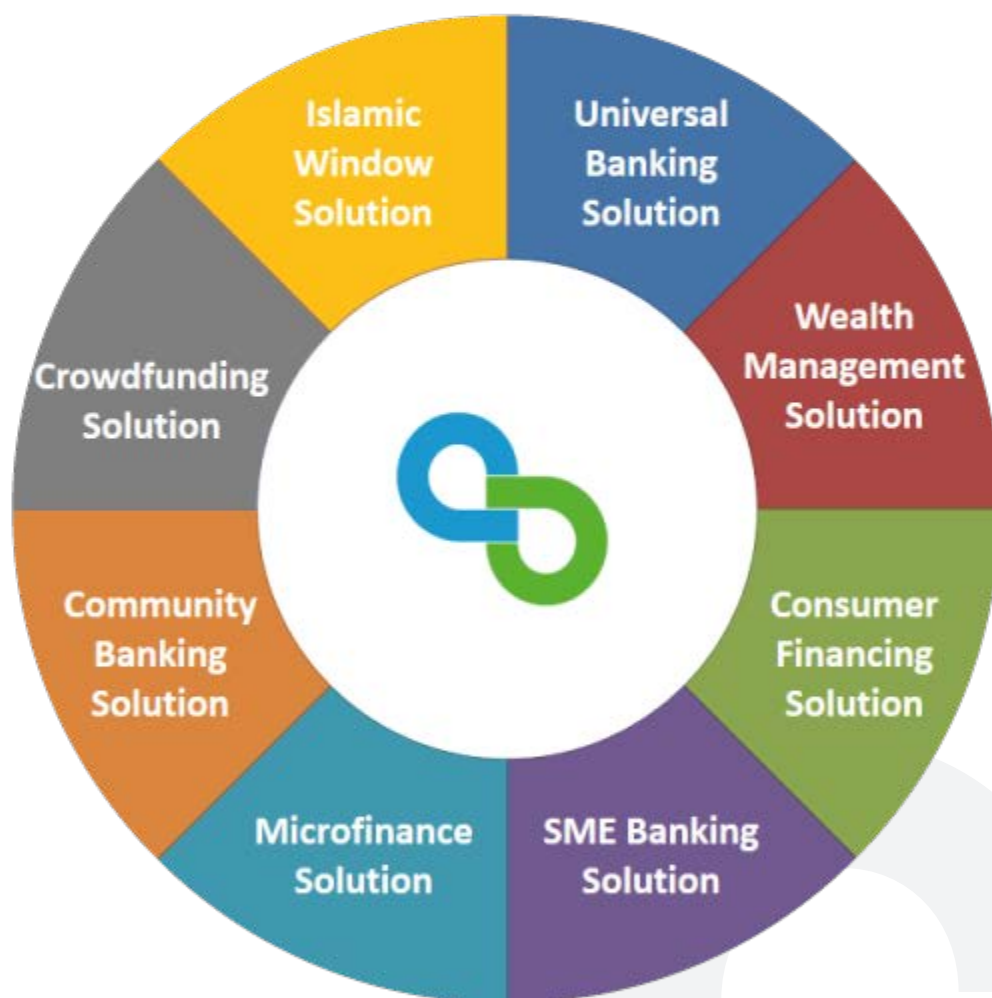 Universal
Banking
Solution
Wealth
Management
Solution
Consumer
Financing
Solution
SME Banking
Solution
Microfinance
Solution
Community
Banking
Solution
Crowdfunding
Solution
Islamic
Window
Solution